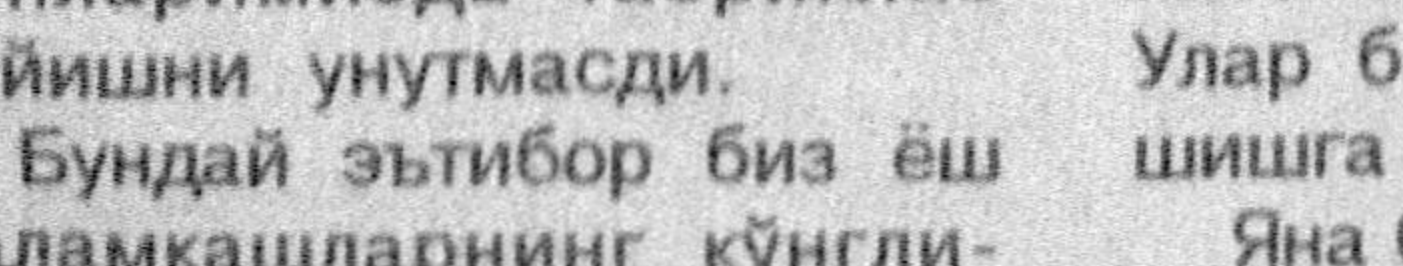 йишни унутмасди.
Бундай эътибор биз ёш
ламкашларнинг кўнгли-
Улар б
шишга
Яна